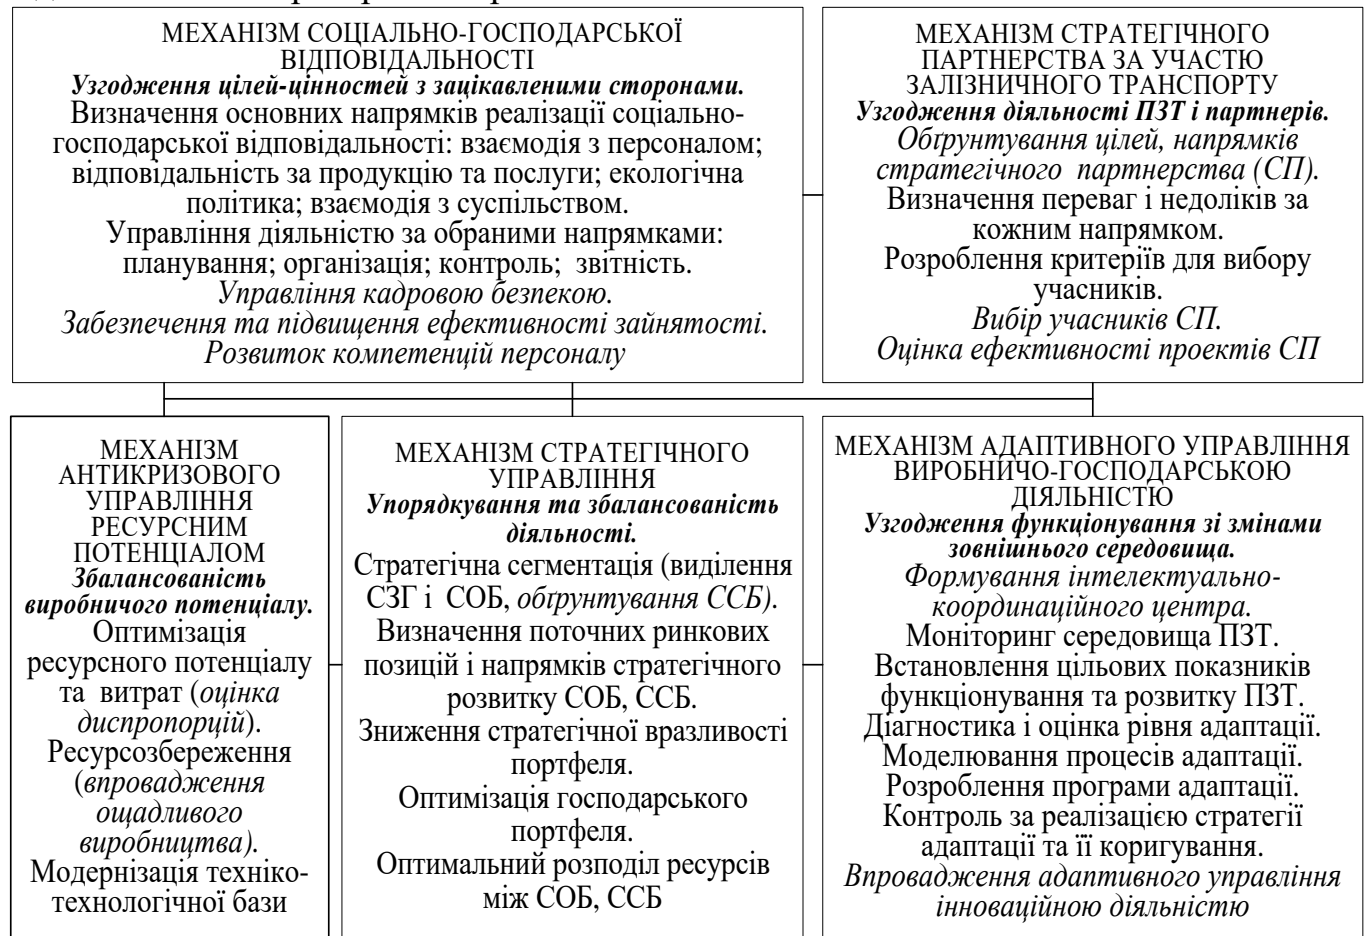 МЕХАНІЗМ СОЦІАЛЬНО-ГОСПОДАРСЬКОЇ
ВІДПОВІДАЛЬНОСТІ
Узгодження цілей-цінностей з зацікавленими сторонами.
Визначення основних напрямків реалізації соціально-
господарської відповідальності: взаємодія з персоналом;
відповідальність за продукцію та послуги; екологічна
політика; взаємодія з суспільством.
Управління діяльністю за обраними напрямками:
планування; організація; контроль; звітність.
Управління кадровою безпекою.
Забезпечення та підвищення ефективності зайнятості.
Розвиток компетенцій персоналу
МЕХАНІЗМ СТРАТЕГІЧНОГО
ПАРТНЕРСТВА ЗА УЧАСТЮ
ЗАЛІЗНИЧНОГО ТРАНСПОРТУ
Узгодження діяльності ПЗТ і партнерів.
Обґрунтування цілей, напрямків
стратегічного партнерства (СП).
Визначення переваг і недоліків за
кожним напрямком.
Розроблення критеріїв для вибору
учасників.
Вибір учасників СП.
Оцінка ефективності проектів СП
МЕХАНІЗМ
АНТИКРИЗОВОГО
УПРАВЛІННЯ
РЕСУРСНИМ
ПОТЕНЦІАЛОМ
Збалансованість
виробничого потенціалу.
Оптимізація
ресурсного потенціалу
та витрат (оцінка
диспропорцій).
Ресурсозбереження
(впровадження
ощадливого
виробництва).
Модернізація техніко-
технологічної бази
МЕХАНІЗМ СТРАТЕГІЧНОГО
УПРАВЛІННЯ
Упорядкування та збалансованість
діяльності.
Стратегічна сегментація (виділення
СЗГ і СОБ, обґрунтування ССБ).
Визначення поточних ринкових
позицій і напрямків стратегічного
розвитку СОБ, ССБ.
Зниження стратегічної вразливості
портфеля.
Оптимізація господарського
портфеля.
Оптимальний розподіл ресурсів
між СОБ, ССБ
МЕХАНІЗМ АДАПТИВНОГО УПРАВЛІННЯ
ВИРОБНИЧО-ГОСПОДАРСЬКОЮ
ДІЯЛЬНІСТЮ
Узгодження функціонування зі змінами
зовнішнього середовища.
Формування інтелектуально-
координаційного центра.
Моніторинг середовища ПЗТ.
Встановлення цільових показників
функціонування та розвитку ПЗТ.
Діагностика і оцінка рівня адаптації.
Моделювання процесів адаптації.
Розроблення програми адаптації.
Контроль за реалізацією стратегії
адаптації та її коригування.
Впровадження адаптивного управління
інноваційною діяльністю